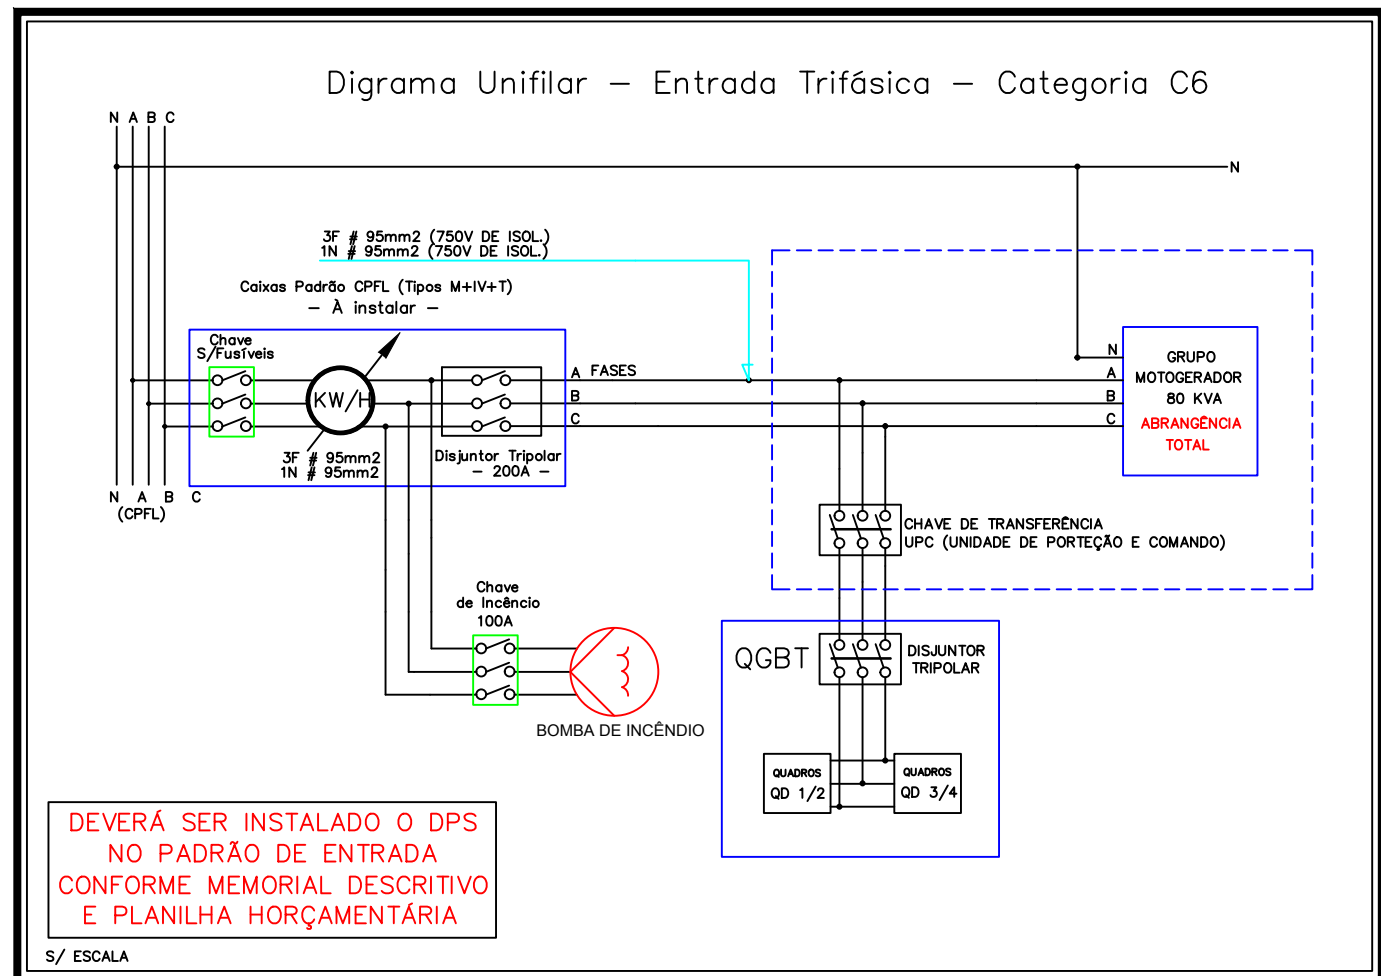 Digrama Unifilar – Entrada Trifásica – Categoria C6
N A B C
N
3F # 95mm2 (750V DE ISOL.)
1N # 95mm2 (750V DE ISOL.)
Caixas Padrão CPFL (Tipos M+IV+T)
– À instalar –
Chave
S/Fusíveis
KW/H
3F # 95mm2
1N # 95mm2
Disjuntor Tripolar
– 200A –
A FASES
B
C
N
A
B
C
GRUPO
MOTOGERADOR
80 KVA
ABRANGÊNCIA
TOTAL
N A B C
(CPFL)
CHAVE DE TRANSFERÊNCIA
UPC (UNIDADE DE PORTEÇÃO E COMANDO)
Chave
de Incêncio
100A
BOMBA DE INCÊNDIO
QGBT
DISJUNTOR
TRIPOLAR
QUADROS
QD 1/2
QUADROS
QD 3/4
DEVERÁ SER INSTALADO O DPS
NO PADRÃO DE ENTRADA
CONFORME MEMORIAL DESCRITIVO
E PLANILHA HORÇAMENTÁRIA
S/ ESCALA